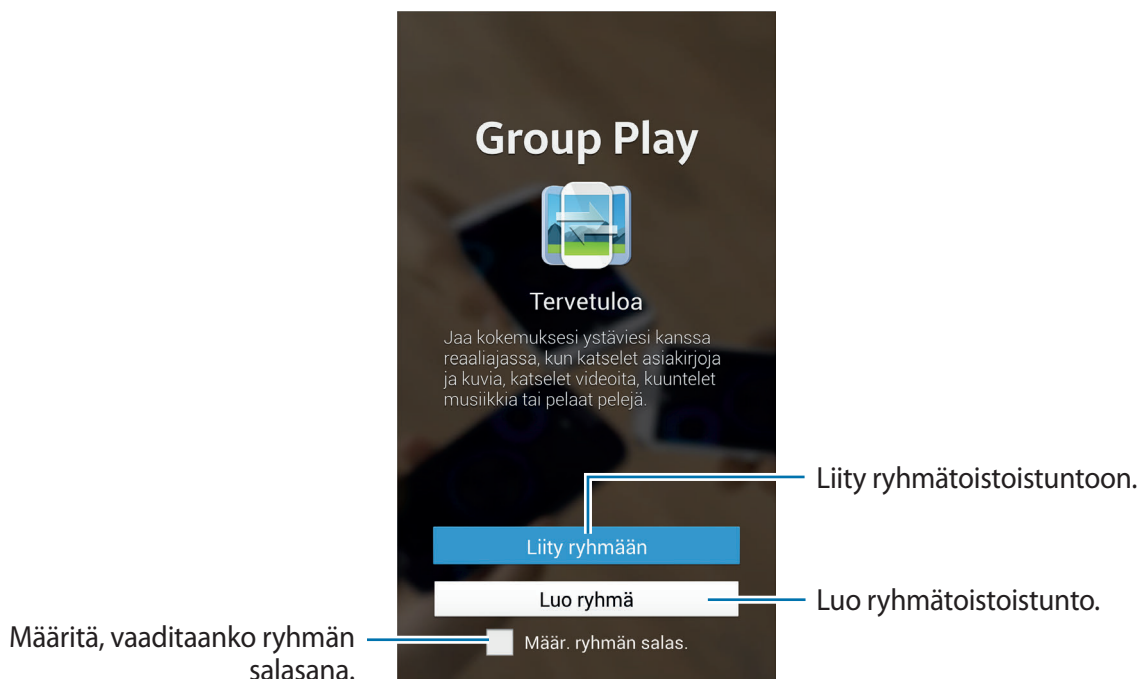 Group Play
Tervetuloa
Jaa kokemuksesi ystäviesi kanssa
reaaliajassa, kun katselet asiakirjoja
ja kuvia, katselet videoita, kuuntelet
musiikkia tai pelaat pelejä.
Liity ryhmätoistoistuntoon.
Liity ryhmään
Luo ryhmä
Luo ryhmätoistoistunto.
Määritä, vaaditaanko ryhmän
salasana.
Määr. ryhmän salas.